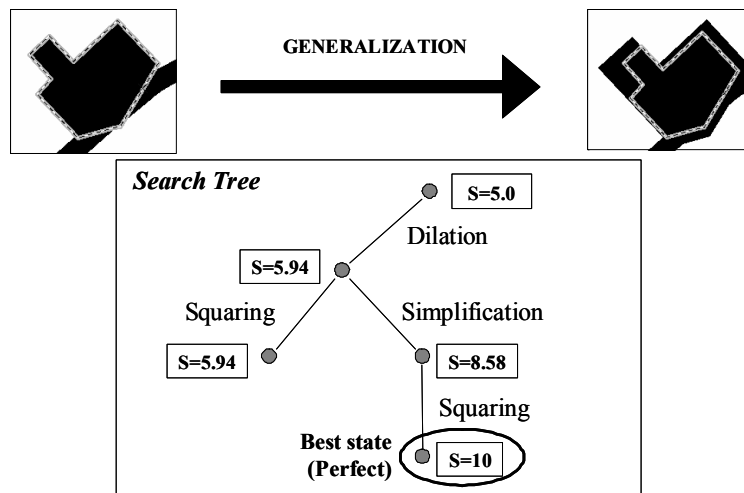 GENERALIZATION
Search Tree
S=5.0
Dilation
S=5.94
Squaring
Simplification
S=5.94
S=8.58
Squaring
Best state
(Perfect)
S=10